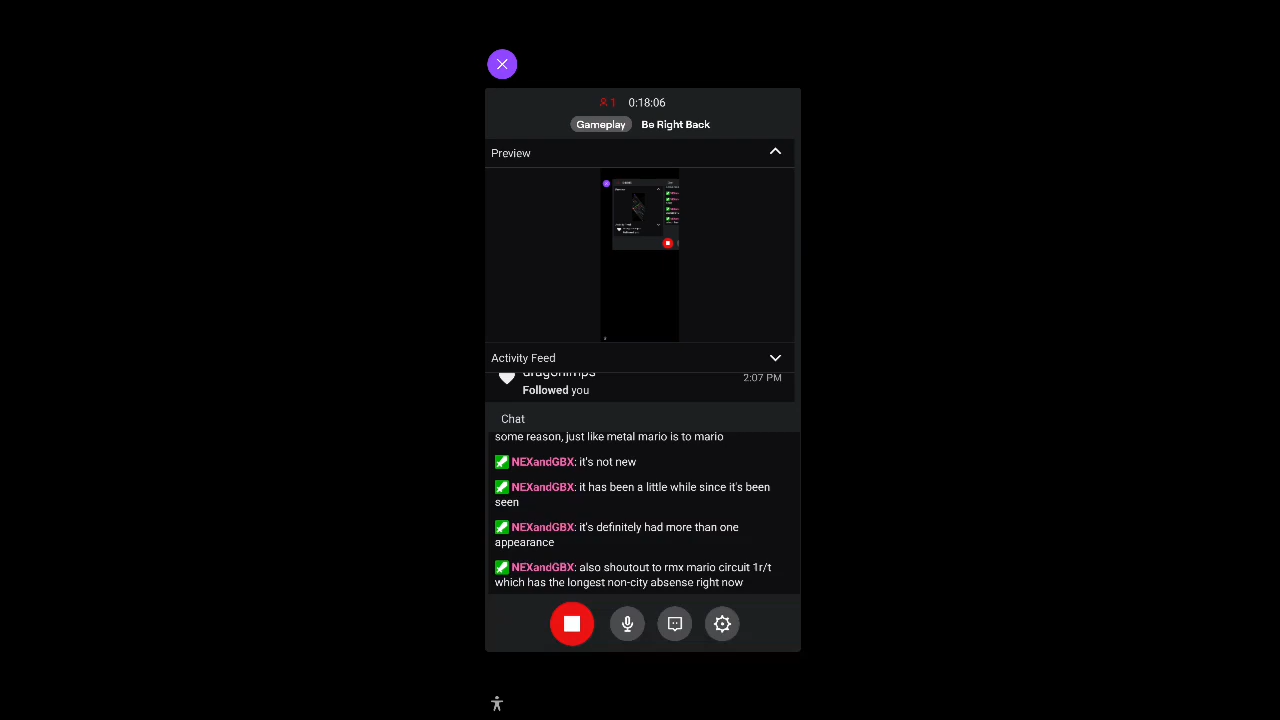 1 0:18:06
Gameplay Be Right Back
Preview
Activity Feed
dragonimps
2:07 PM
Followed you
Chat
some reason, just like metal mario is to mario
NEXandGBX: it's not new
NEXandGBX: it has been a little while since it's been
seen
NEXandGBX: it's definitely had more than one
appearance
NEXandGBX: also shoutout to rmx mario circuit 1r/t
which has the longest non-city absense right now